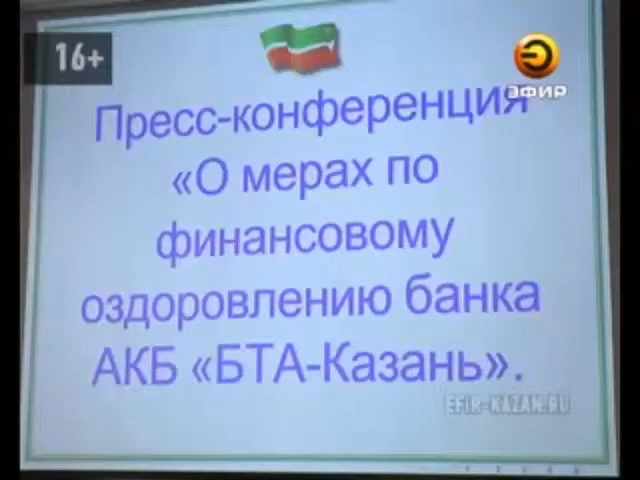 16+
ЭФИР
Пресс-конференция
«О мерах по
финансовому
оздоровлению банка
АКБ «БТА-Казань».
EFIR-KAZAN.RU